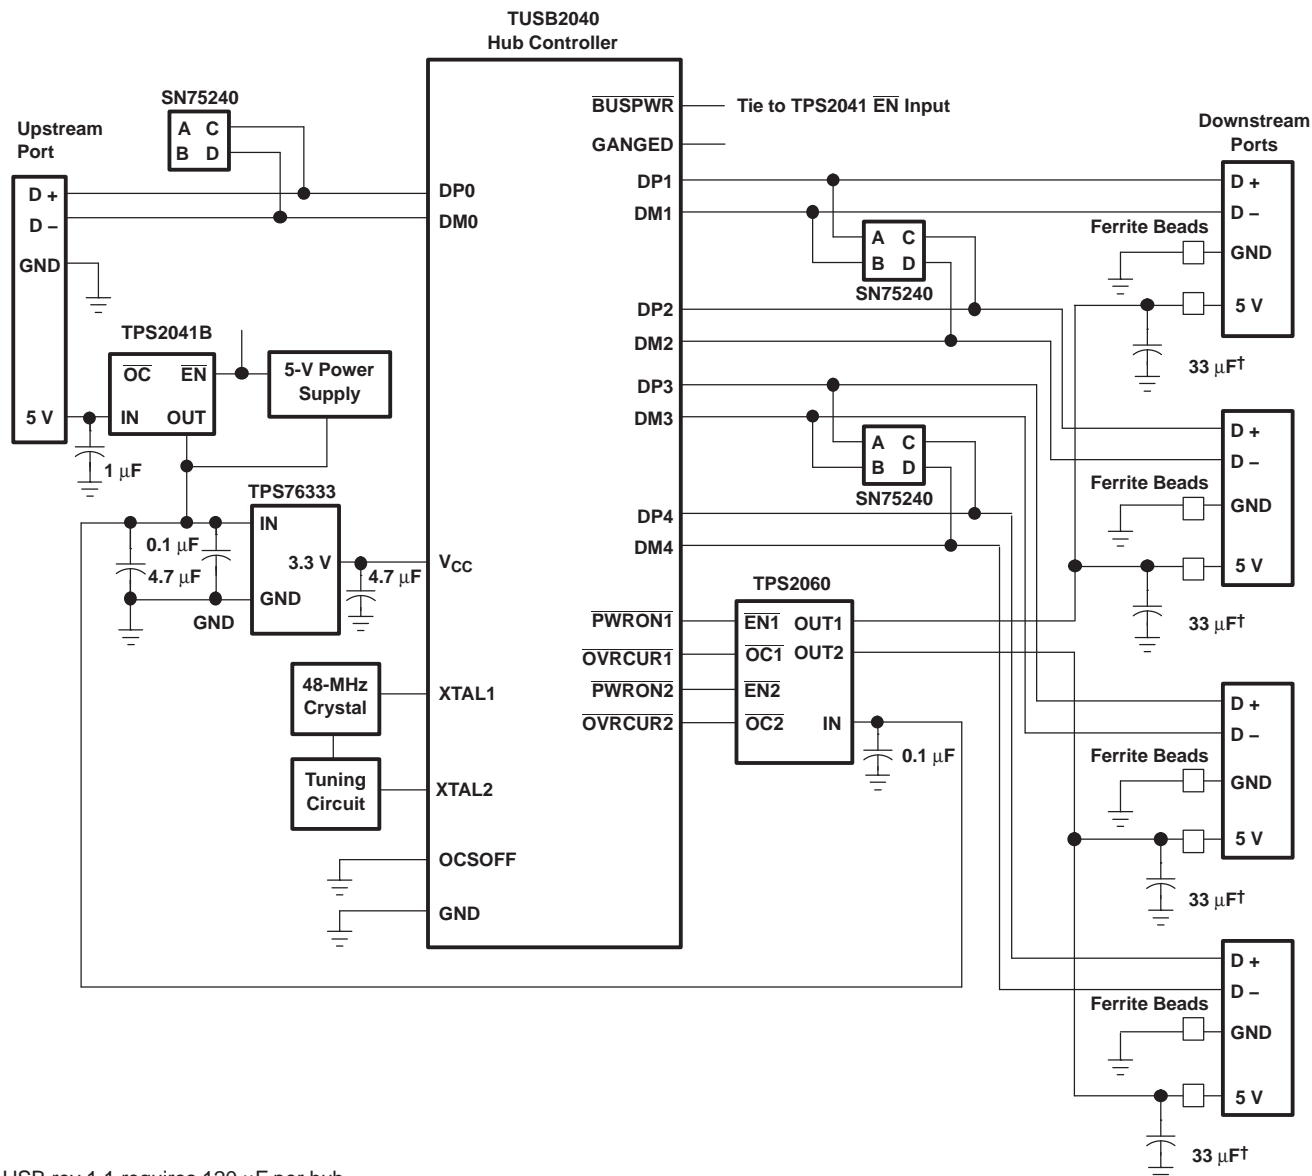 TUSB2040
Hub Controller
SN75240
A C
B D
Upstream
Port
D +
D –
GND
5 V
TPS2041B
OC EN
IN OUT
5-V Power
Supply
1 µF
TPS76333
IN
3.3 V
GND
0.1 µF
4.7 µF
GND
4.7 µF
48-MHz
Crystal
Tuning
Circuit
DP0
DM0
VCC
XTAL1
XTAL2
OCSOFF
GND
BUSPWR
GANGED
DP1
DM1
DP2
DM2
DP3
DM3
DP4
DM4
PWRON1
OVRCUR1
PWRON2
OVRCUR2
Tie to TPS2041 EN Input
A C
B D
SN75240
A C
B D
SN75240
TPS2060
EN1 OUT1
OC1 OUT2
EN2
OC2 IN
0.1 µF
Downstream
Ports
D +
D –
Ferrite Beads
GND
5 V
33 µF†
D +
D –
Ferrite Beads
GND
5 V
33 µF†
D +
D –
Ferrite Beads
GND
5 V
33 µF†
D +
D –
Ferrite Beads
GND
5 V
33 µF†